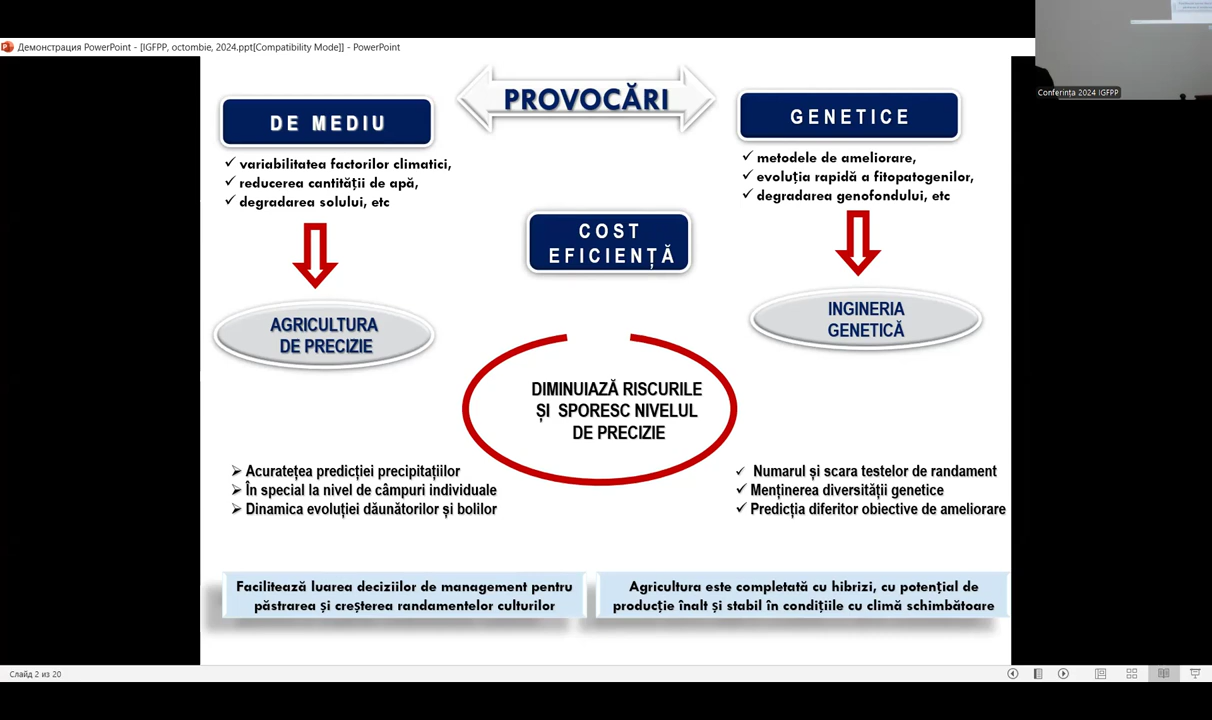 Демонстрация PowerPoint - [IGFPP, octombie, 2024.ppt[Compatibility Mode]] - PowerPoint
Conferința 2024 IGFPP
PROVOCĂRI
DE MEDIU
variabilitatea factorilor climatici,
reducerea cantității de apă,
degradarea solului, etc
GENETICE
metodele de ameliorare,
evoluția rapidă a fitopatogenilor,
degradarea genofondului, etc
COST
EFICIENȚĂ
AGRICULTURA
DE PRECIZIE
INGINERIA
GENETICĂ
DIMINUIAZĂ RISCURILE
ȘI SPORESC NIVELUL
DE PRECIZIE
Acuratețea predicției precipitațiilor
În special la nivel de câmpuri individuale
Dinamica evoluției dăunătorilor și bolilor
Numarul și scara testelor de randament
Menținerea diversității genetice
Predicția diferitor obiective de ameliorare
Facilitează luarea deciziilor de management pentru
păstrarea și creșterea randamentelor culturilor
Agricultura este completată cu hibrizi, cu potențial de
producție înalt și stabil în condițiile cu climă schimbătoare
Слайд 2 из 20